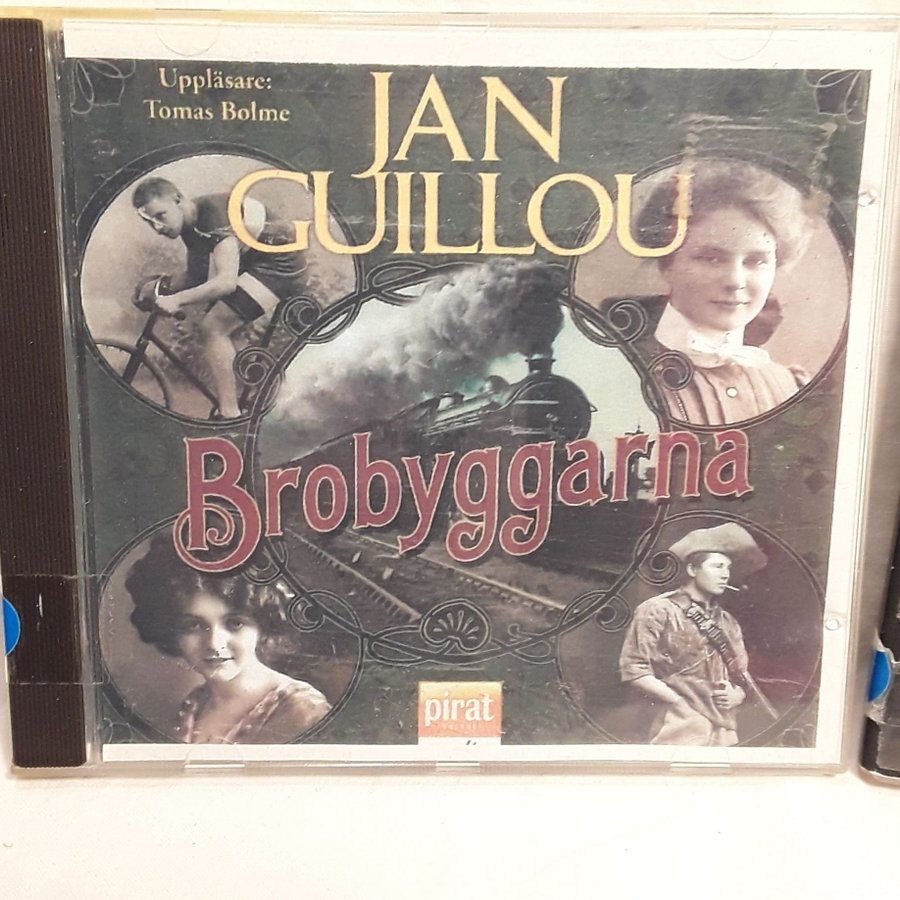 Uppläsare:
Tomas Bolme
JAN
GUILLOU
Brobyggarna
pirat